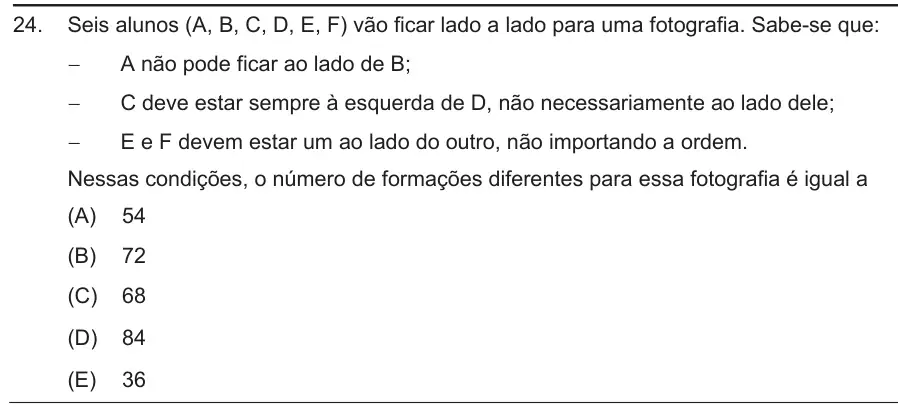 24. Seis alunos (A, B, C, D, E, F) vão ficar lado a lado para uma fotografia. Sabe-se que:
– A não pode ficar ao lado de B;
– C deve estar sempre à esquerda de D, não necessariamente ao lado dele;
– E e F devem estar um ao lado do outro, não importando a ordem.
Nessas condições, o número de formações diferentes para essa fotografia é igual a
(A) 54
(B) 72
(C) 68
(D) 84
(E) 36